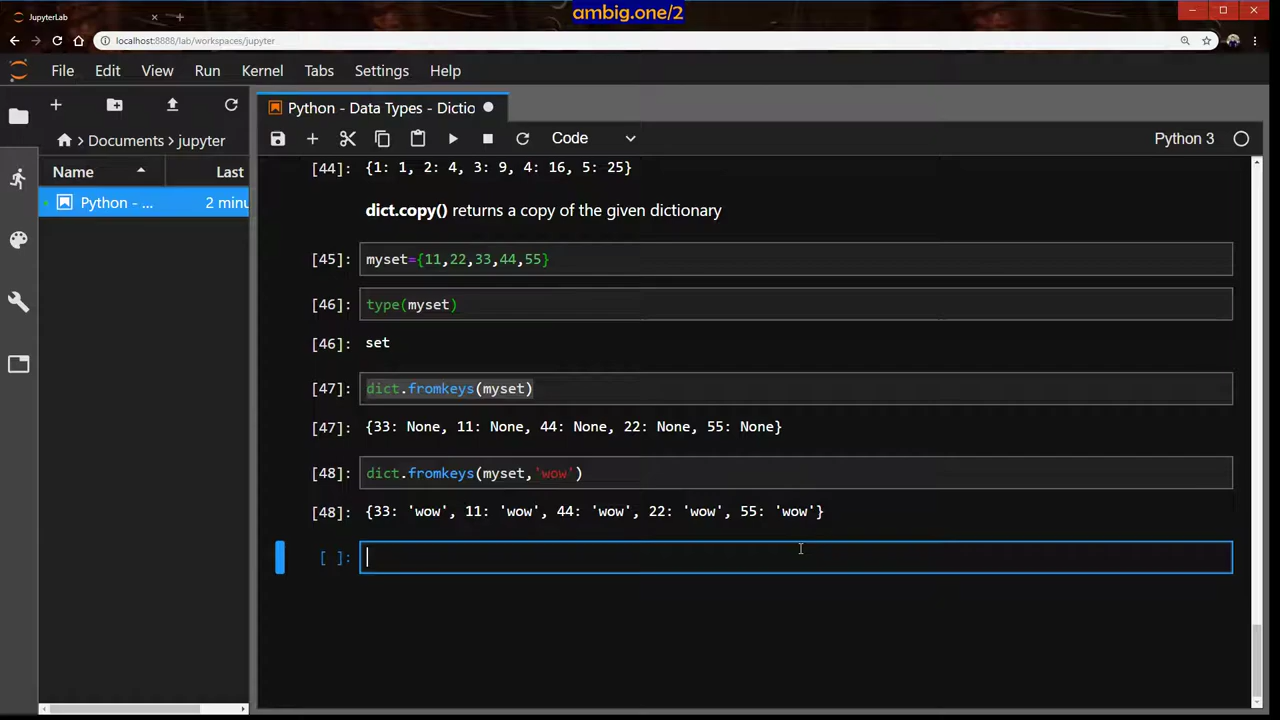 ambig.one/2
JupyterLab
localhost:8888/lab/workspaces/jupyter
File Edit View Run Kernel Tabs Settings Help
Python - Data Types - Dictio
Documents > jupyter
Code
Python 3
Name
Last
Python - ...
2 minu
[44]: {1: 1, 2: 4, 3: 9, 4: 16, 5: 25}
dict.copy() returns a copy of the given dictionary
[45]: myset={11,22,33,44,55}
[46]: type(myset)
[46]: set
[47]: dict.fromkeys(myset)
[47]: {33: None, 11: None, 44: None, 22: None, 55: None}
[48]: dict.fromkeys(myset,'wow')
[48]: {33: 'wow', 11: 'wow', 44: 'wow', 22: 'wow', 55: 'wow'}
[ ]: